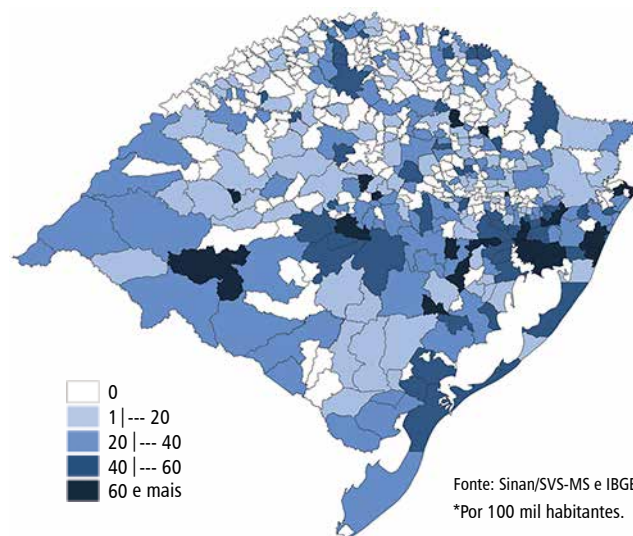 0
1|--- 20
20|--- 40
40|--- 60
60 e mais
Fonte: Sinan/SVS-MS e IBGE
*Por 100 mil habitantes.